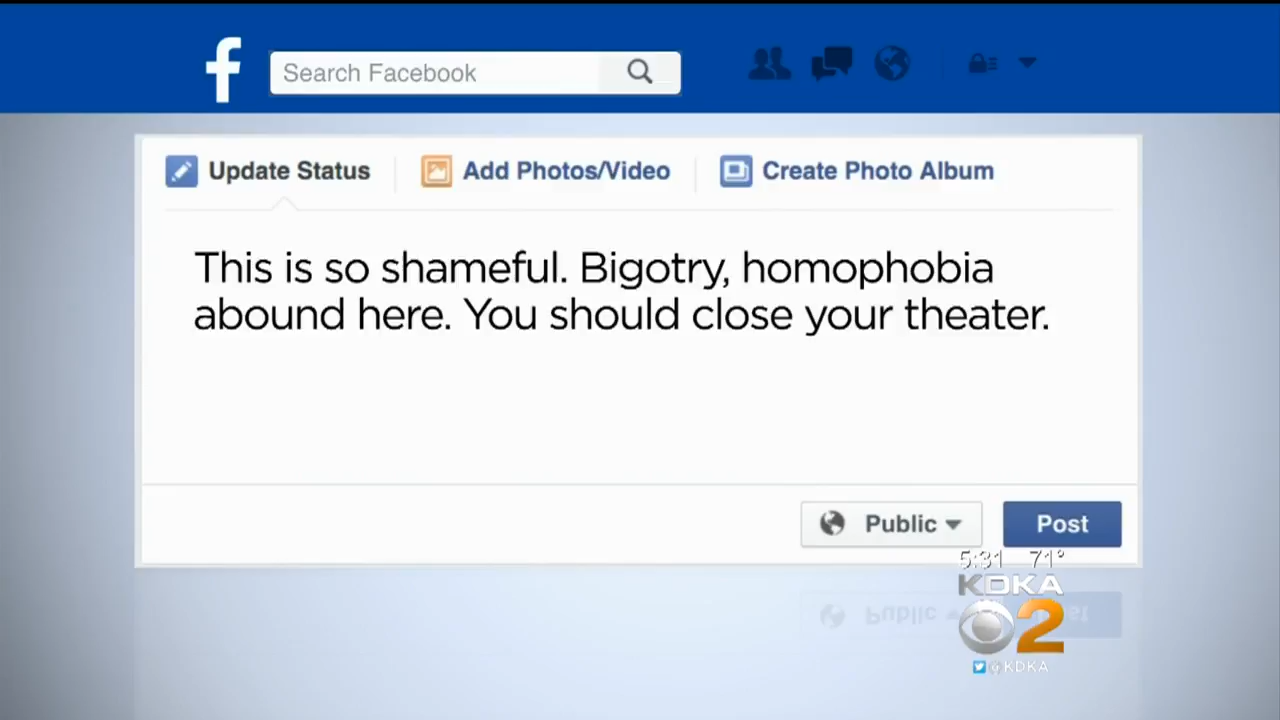 f
Search Facebook
Update Status
Add Photos/Video
Create Photo Album
This is so shameful. Bigotry, homophobia
abound here. You should close your theater.
Public
Post
5:31 71°
KDKA
2
@KDKA